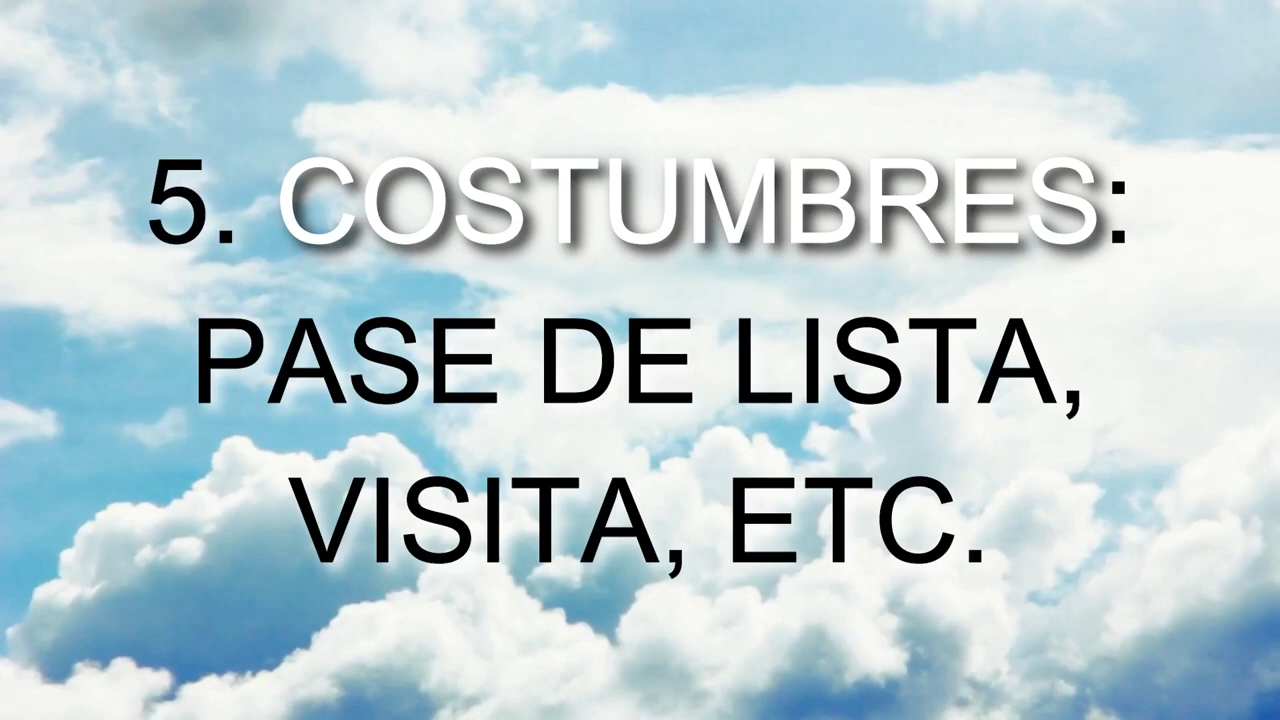 5. COSTUMBRES:
PASE DE LISTA,
VISITA, ETC.